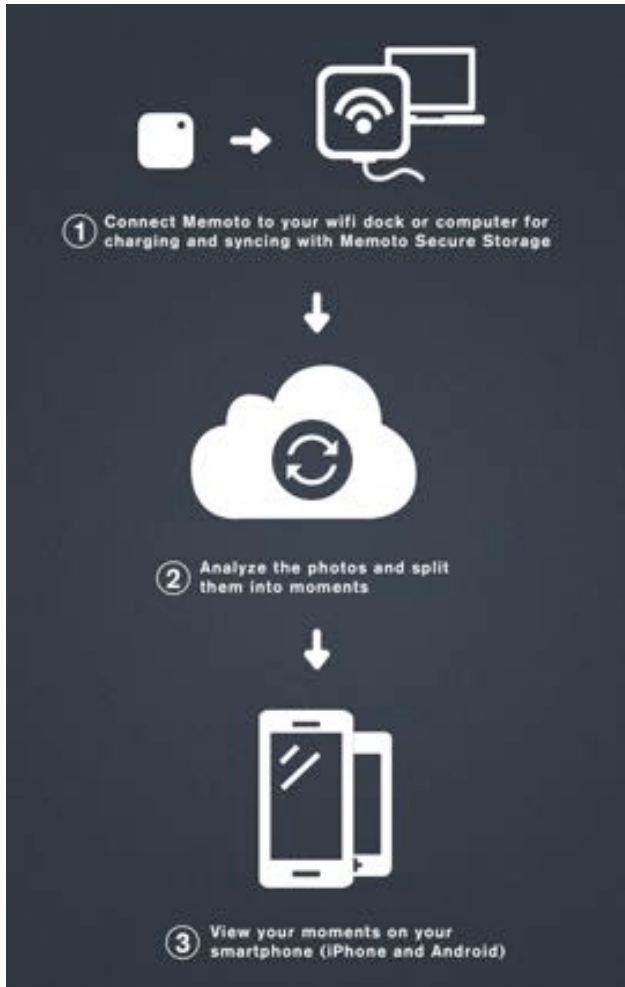 1 Connect Memoto to your wifi dock or computer for
charging and syncing with Memoto Secure Storage
2 Analyze the photos and split
them into moments
3 View your moments on your
smartphone (iPhone and Android)